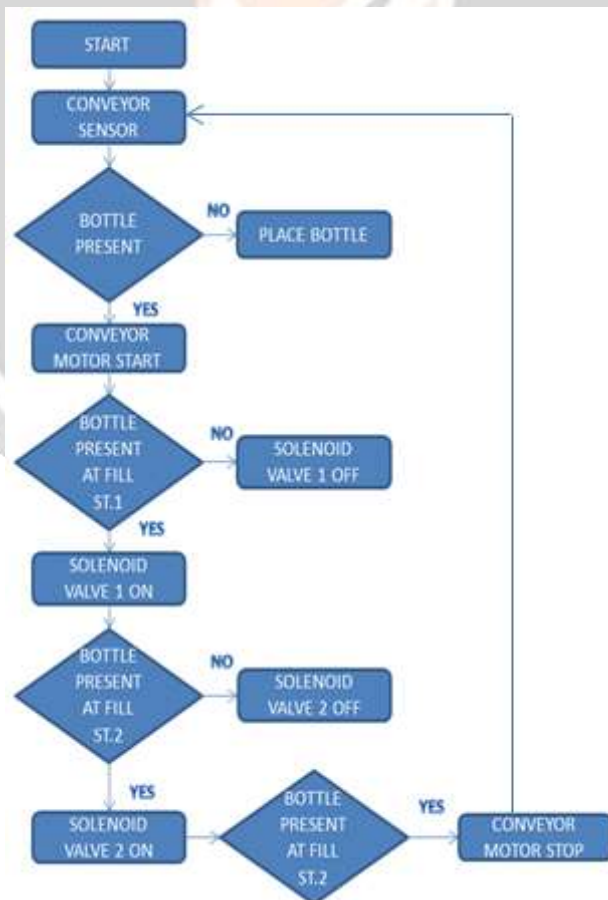 START
CONVEYOR
SENSOR
BOTTLE
PRESENT
NO
PLACE BOTTLE
YES
CONVEYOR
MOTOR START
BOTTLE
PRESENT
AT FILL
ST.1
NO
SOLENOID
VALVE 1 OFF
YES
SOLENOID
VALVE 1 ON
BOTTLE
PRESENT
AT FILL
ST.2
NO
SOLENOID
VALVE 2 OFF
YES
SOLENOID
VALVE 2 ON
BOTTLE
PRESENT
AT FILL
ST.2
YES
CONVEYOR
MOTOR STOP